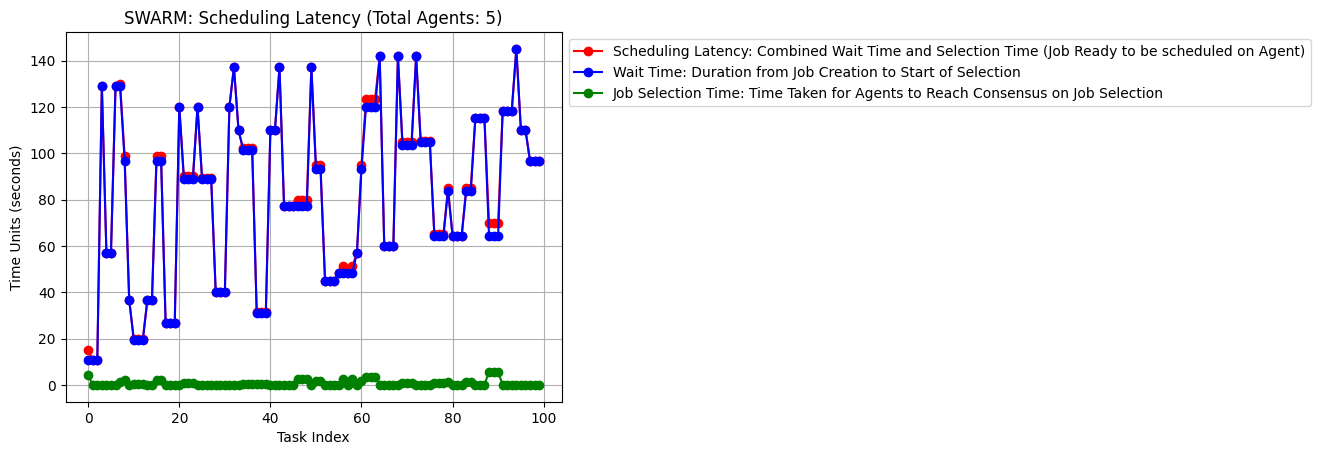 SWARM: Scheduling Latency (Total Agents: 5)
Time Units (seconds)
140
120
100
80
60
40
20
0
0 20 40 60 80 100
Task Index
Scheduling Latency: Combined Wait Time and Selection Time (Job Ready to be scheduled on Agent)
Wait Time: Duration from Job Creation to Start of Selection
Job Selection Time: Time Taken for Agents to Reach Consensus on Job Selection